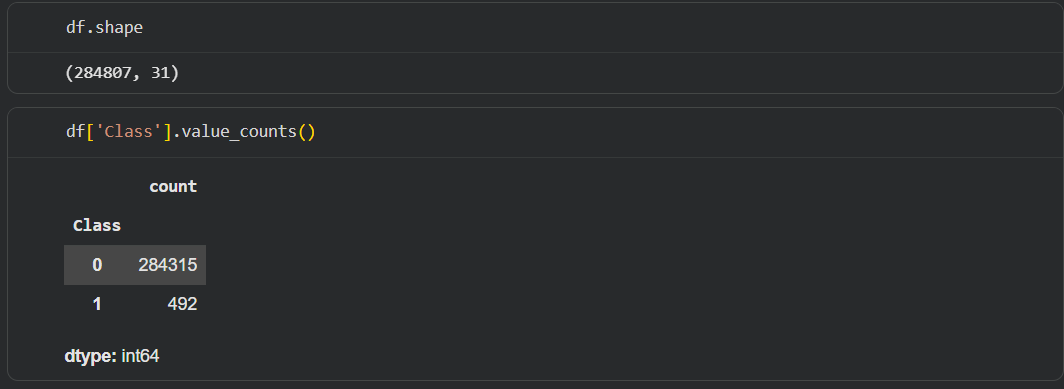 df.shape
(284807, 31)
df['Class'].value_counts()
count
Class
0 284315
1 492
dtype: int64